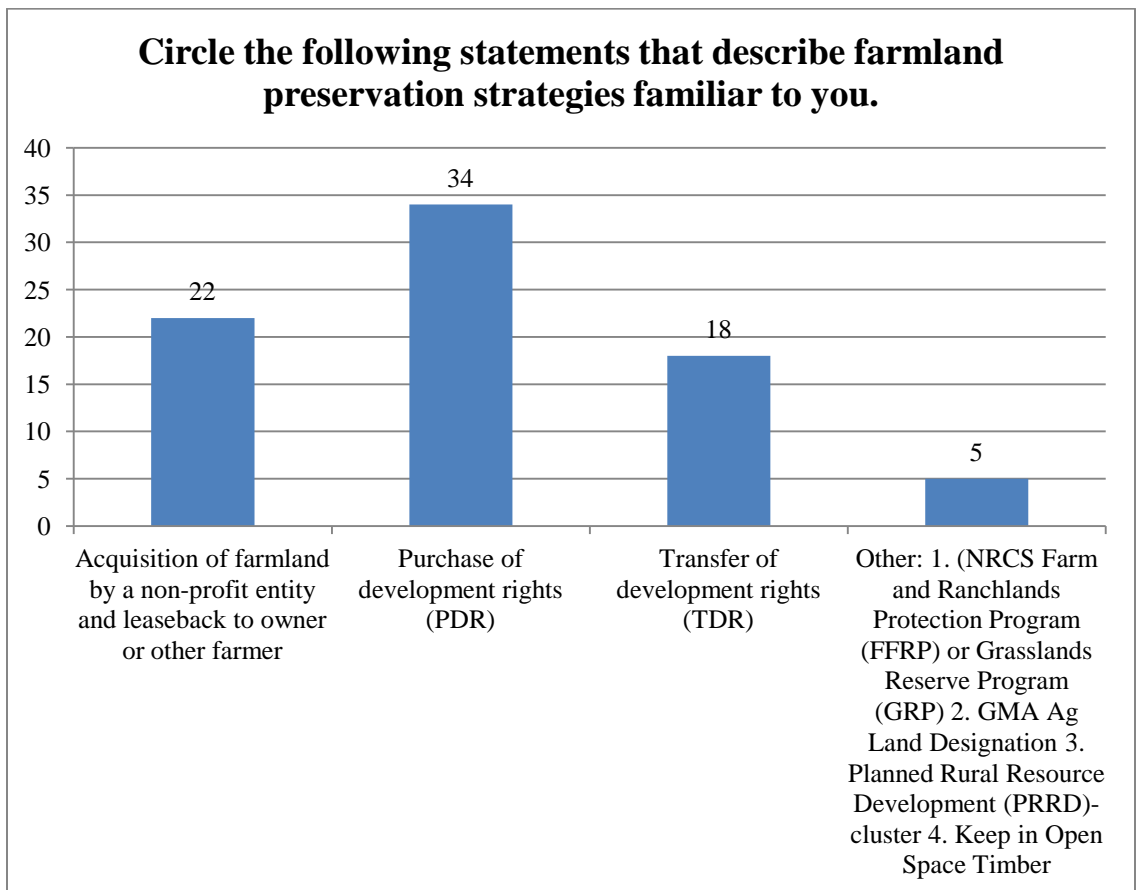 Circle the following statements that describe farmland
preservation strategies familiar to you.
40
35
30
25
20
15
10
5
0
22
34
18
5
Acquisition of farmland
by a non-profit entity
and leaseback to owner
or other farmer
Purchase of
development rights
(PDR)
Transfer of
development rights
(TDR)
Other: 1. (NRCS Farm
and Ranchlands
Protection Program
(FFRP) or Grasslands
Reserve Program
(GRP) 2. GMA Ag
Land Designation 3.
Planned Rural Resource
Development (PRRD)-
cluster 4. Keep in Open
Space Timber